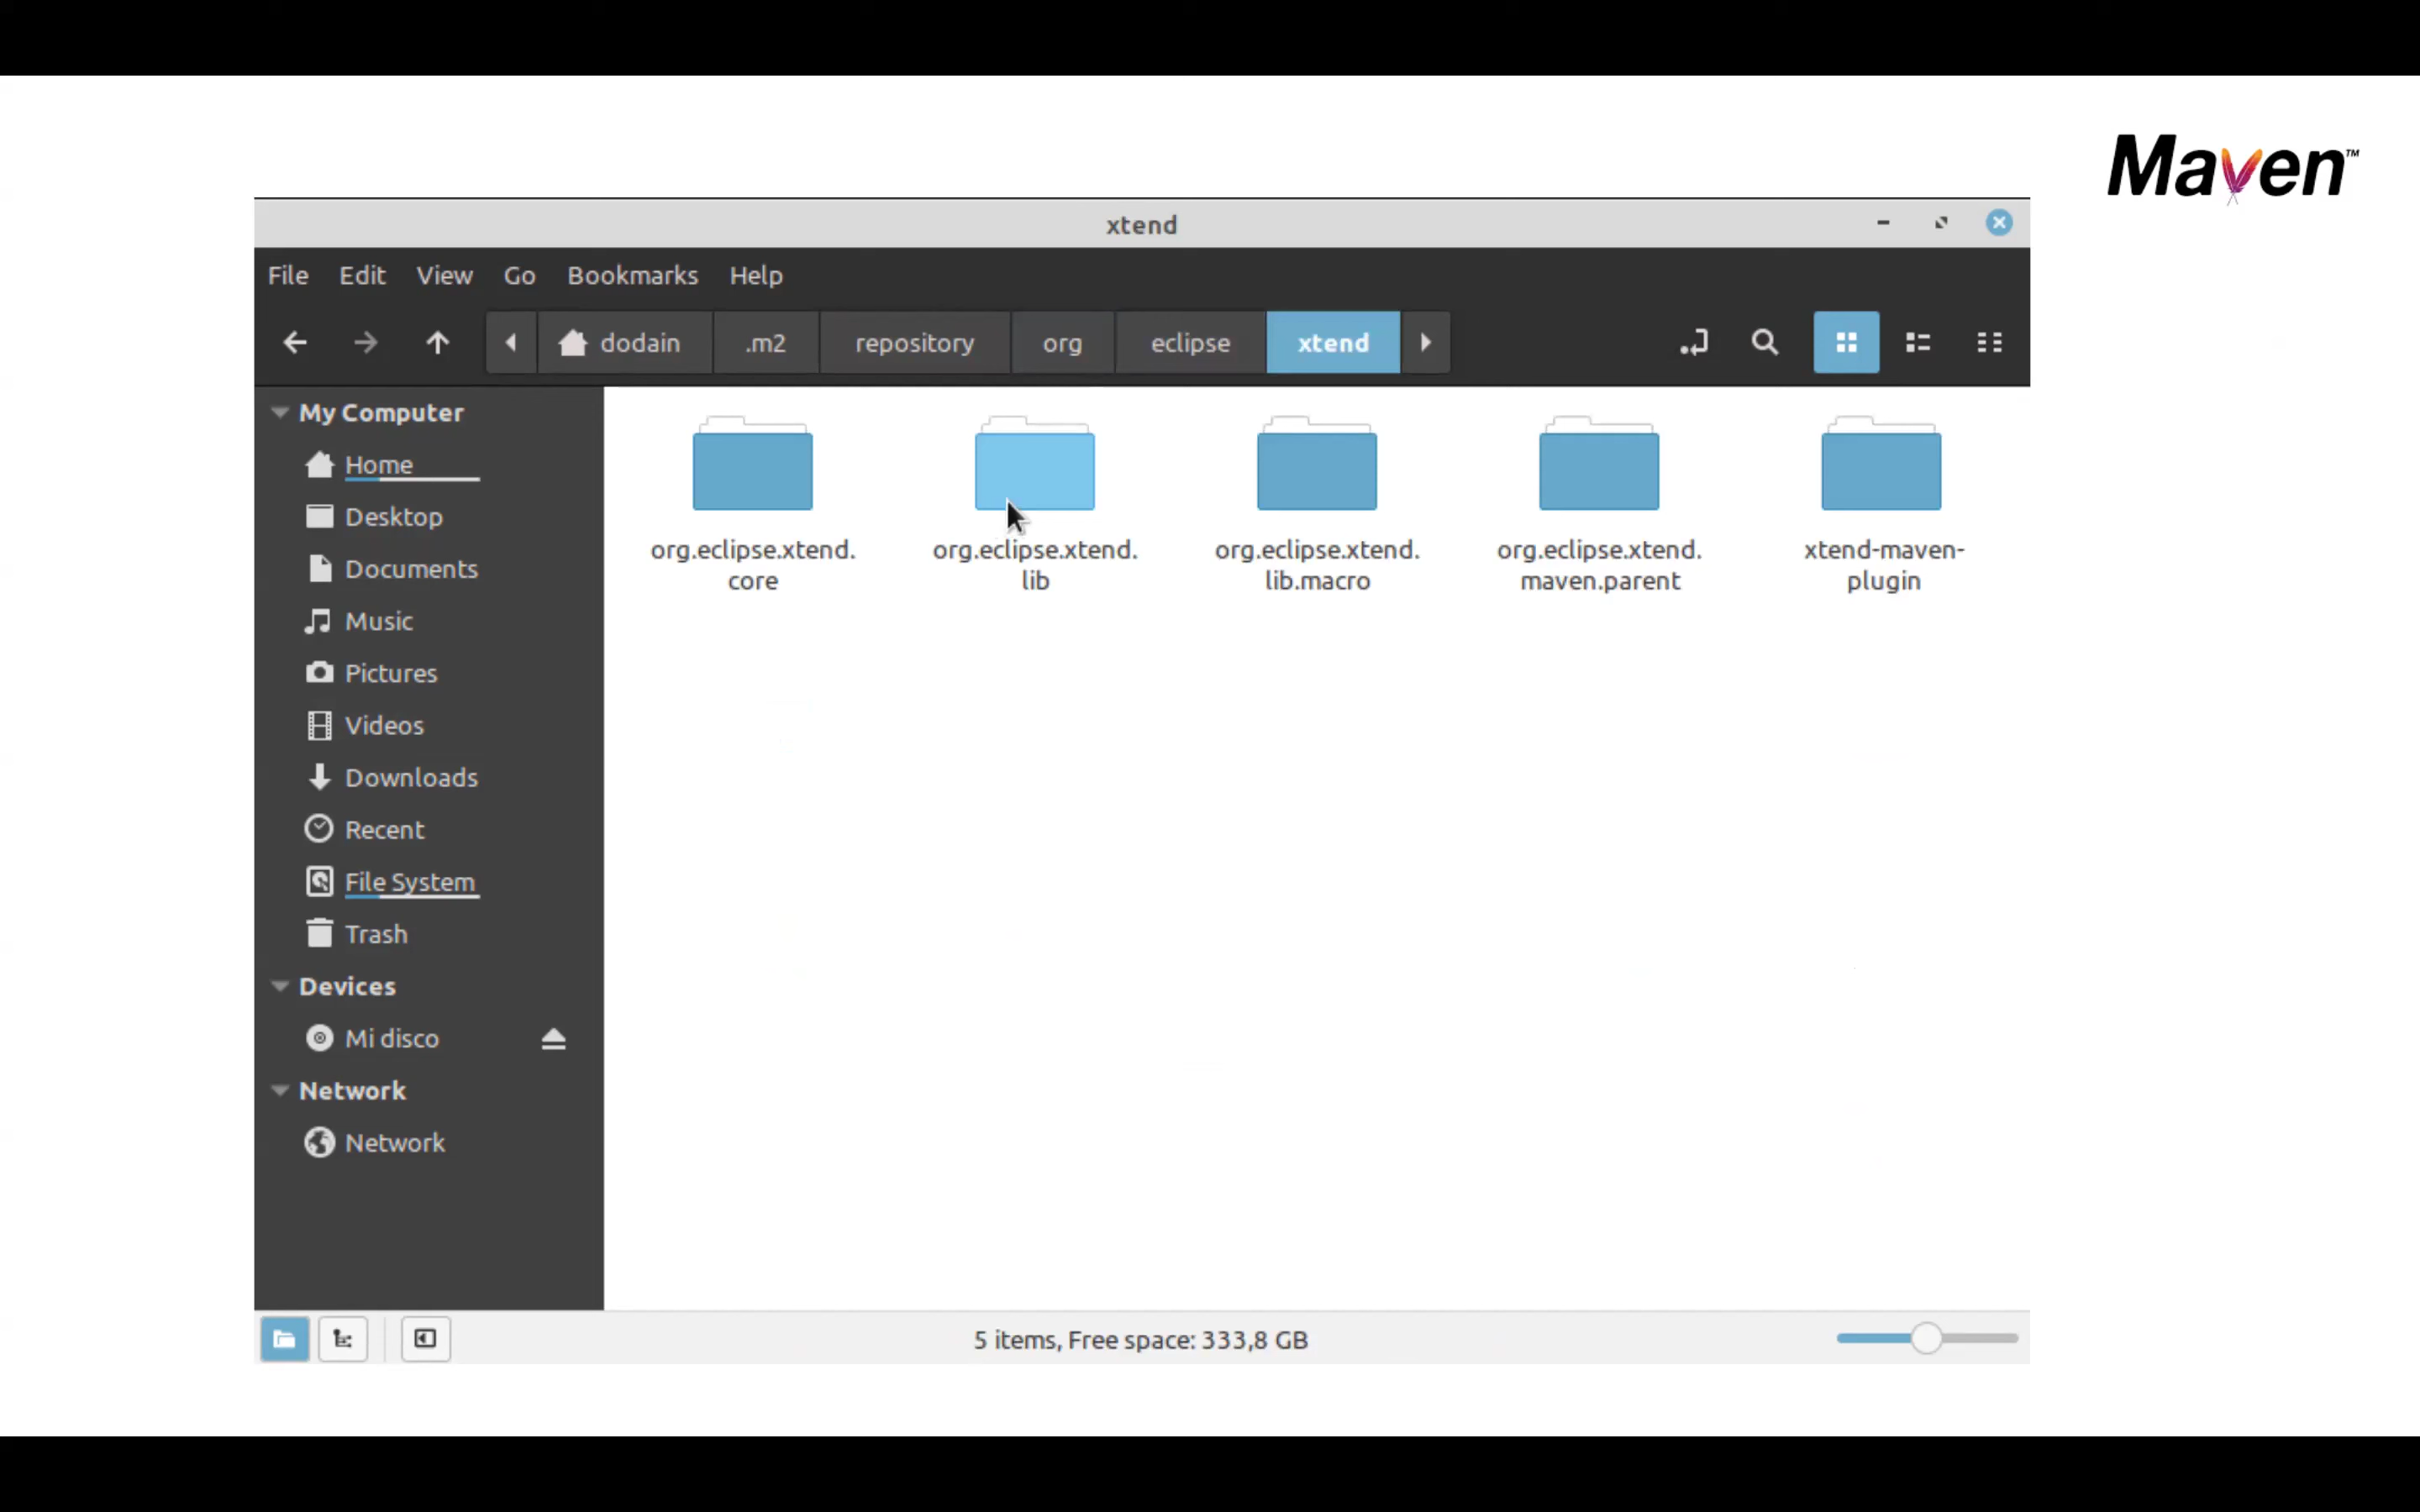 Maven™
xtend
File Edit View Go Bookmarks Help
dodain .m2 repository org eclipse xtend
My Computer
Home
Desktop
Documents
Music
Pictures
Videos
Downloads
Recent
File System
Trash
Devices
Mi disco
Network
Network
org.eclipse.xtend.
core
org.eclipse.xtend.
lib
org.eclipse.xtend.
lib.macro
org.eclipse.xtend.
maven.parent
xtend-maven-
plugin
5 items, Free space: 333,8 GB